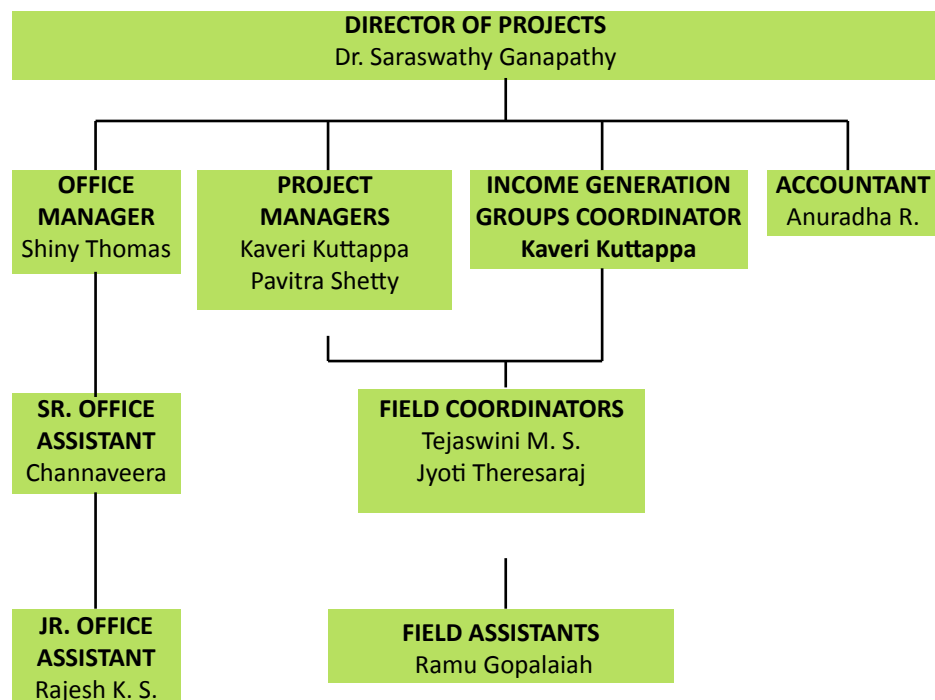 DIRECTOR OF PROJECTS
Dr. Saraswathy Ganapathy
OFFICE
MANAGER
Shiny Thomas
PROJECT
MANAGERS
Kaveri Kuttappa
Pavitra Shetty
INCOME GENERATION
GROUPS COORDINATOR
Kaveri Kuttappa
ACCOUNTANT
Anuradha R.
SR. OFFICE
ASSISTANT
Channaveera
FIELD COORDINATORS
Tejaswini M. S.
Jyoti Theresaraj
JR. OFFICE
ASSISTANT
Rajesh K. S.
FIELD ASSISTANTS
Ramu Gopalaiah